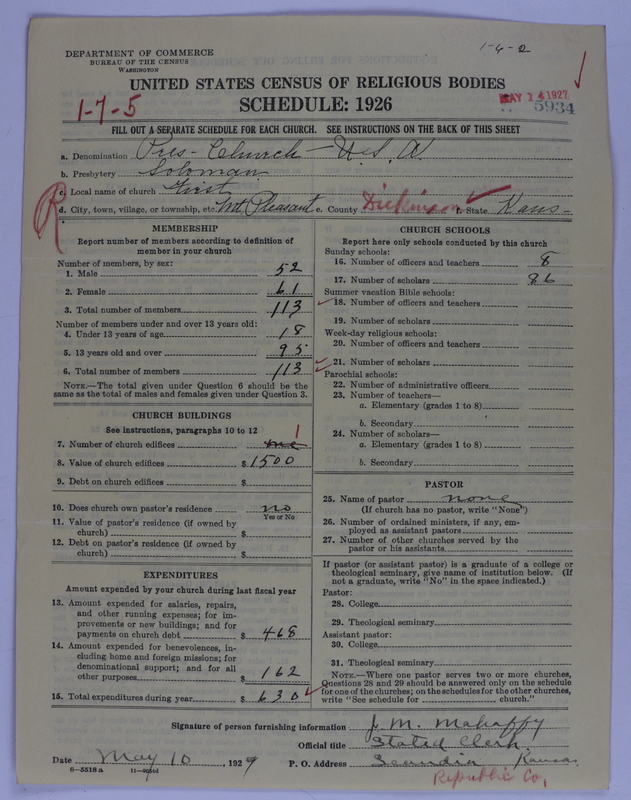 DEPARTMENT OF COMMERCE
BUREAU OF THE CENSUS
WASHINGTON
1-6-2
UNITED STATES CENSUS OF RELIGIOUS BODIES
SCHEDULE: 1926
1-7-5
MAY 14 1927
5934
FILL OUT A SEPARATE SCHEDULE FOR EACH CHURCH. SEE INSTRUCTIONS ON THE BACK OF THIS SHEET
a. Denomination Pres- Church - U.S.A.
b. Presbytery Soloman
c. Local name of church First
R
d. City, town, village, or township, etc. Mt Pleasant e. County Dickinson f. State Kans-
MEMBERSHIP
Report number of members according to definition of
member in your church
Number of members, by sex:
1. Male 52
2. Female 61
3. Total number of members 113
Number of members under and over 13 years old:
4. Under 13 years of age 18
5. 13 years old and over 95
6. Total number of members 113
NOTE.—The total given under Question 6 should be the
same as the total of males and females given under Question 3.
CHURCH BUILDINGS
See instructions, paragraphs 10 to 12
7. Number of church edifices one 1
8. Value of church edifices $ 1500
9. Debt on church edifices $
10. Does church own pastor's residence no
Yes or No
11. Value of pastor's residence (if owned by
church) $
12. Debt on pastor's residence (if owned by
church) $
EXPENDITURES
Amount expended by your church during last fiscal year
13. Amount expended for salaries, repairs,
and other running expenses; for im-
provements or new buildings; and for
payments on church debt $ 468
14. Amount expended for benevolences, in-
cluding home and foreign missions; for
denominational support; and for all
other purposes $ 162
15. Total expenditures during year $ 630
CHURCH SCHOOLS
Report here only schools conducted by this church
Sunday schools:
16. Number of officers and teachers 8
17. Number of scholars 86
Summer vacation Bible schools:
18. Number of officers and teachers
19. Number of scholars
Week-day religious schools:
20. Number of officers and teachers
21. Number of scholars
Parochial schools:
22. Number of administrative officers
23. Number of teachers—
a. Elementary (grades 1 to 8)
b. Secondary
24. Number of scholars—
a. Elementary (grades 1 to 8)
b. Secondary
PASTOR
25. Name of pastor none
(If church has no pastor, write "None")
26. Number of ordained ministers, if any, em-
ployed as assistant pastors
27. Number of other churches served by the
pastor or his assistants
If pastor (or assistant pastor) is a graduate of a college or
theological seminary, give name of institution below. (If
not a graduate, write "No" in the space indicated.)
Pastor:
28. College
29. Theological seminary
Assistant pastor:
30. College
31. Theological seminary
NOTE.—Where one pastor serves two or more churches,
Questions 28 and 29 should be answered only on the schedule
for one of the churches; on the schedules for the other churches,
write "See schedule for church."
Signature of person furnishing information J. M. Mahaffy
Official title Stated Clerk.
Date May 10, 1927 P. O. Address Scandia, Kansas
8-5518 a
Republic Co.